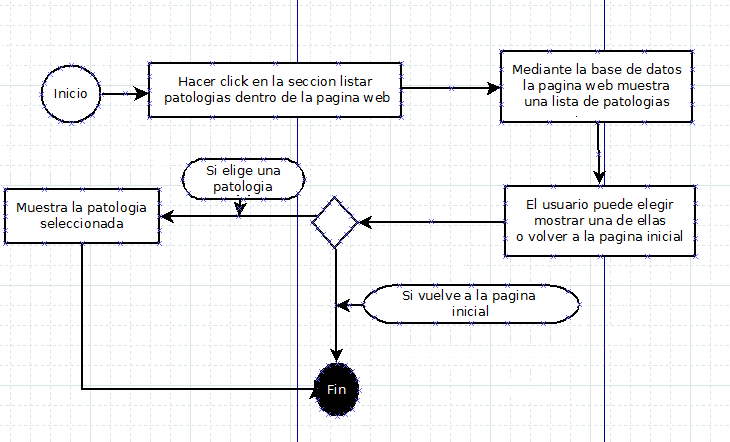 Inicio
Hacer click en la seccion listar
patologias dentro de la pagina web
Mediante la base de datos
la pagina web muestra
una lista de patologias
.
El usuario puede elegir
mostrar una de ellas
o volver a la pagina inicial
Si elige una
patologia
Muestra la patologia
seleccionada
Si vuelve a la pagina
inicial
Fin